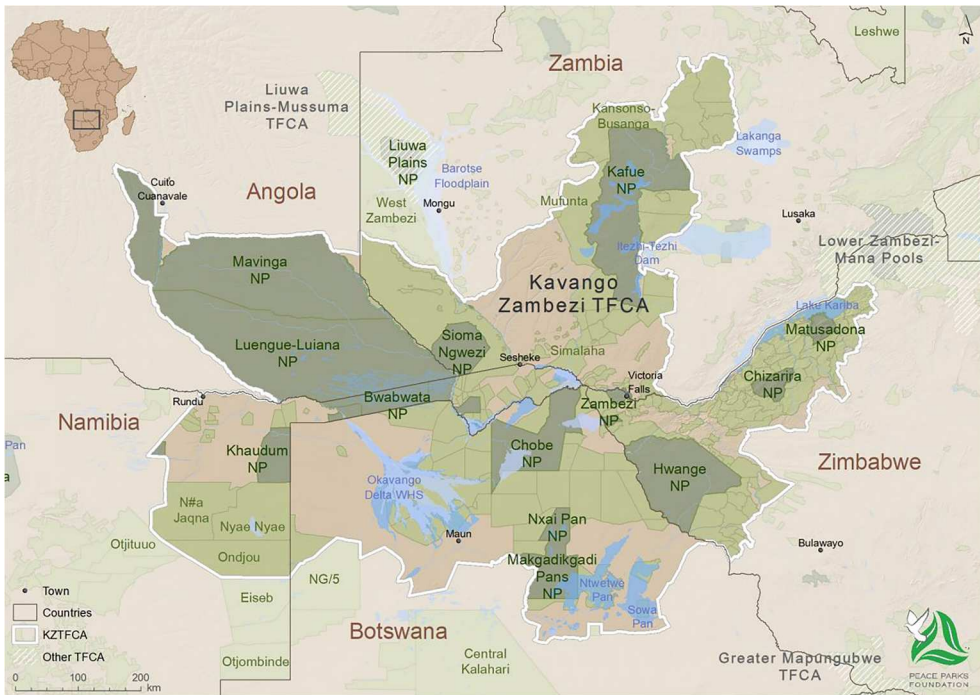 N
Leshwe
Zambia
Liuwa
Plains-Mussuma
TFCA
Kansonso-
Busanga
Lakanga
Swamps
Liuwa
Plains
NP
Barotse
Floodplain
Kafue
NP
Cuito
Cuanavale
Angola
West
Zambezi
Mongu
Mufunta
Lusaka
Itezhi-Tezhi
Dam
Lower Zambezi-
Mana Pools
Mavinga
NP
Kavango
Zambezi TFCA
Lake Kariba
Matusadona
NP
Luengue-Luiana
NP
Sioma
Ngwezi
NP
Simalaha
Sesheke
Victoria
Falls
Chizarira
NP
Rundu
Bwabwata
NP
Zambezi
NP
Namibia
Pan
a
Khaudum
NP
Chobe
NP
Hwange
NP
Zimbabwe
Okavango
Delta WHS
N#a
Jaqna
Nyae Nyae
Otjituuo
Ondjou
Maun
Nxai Pan
NP
Makgadikgadi
Pans
NP
Ntwetwe
Pan
Sowa
Pan
Bulawayo
NG/5
Eiseb
Botswana
Otjombinde
Central
Kalahari
Greater Mapungubwe
TFCA
Town
Countries
KZTFCA
Other TFCA
0 100 200
km
PEACE PARKS
FOUNDATION